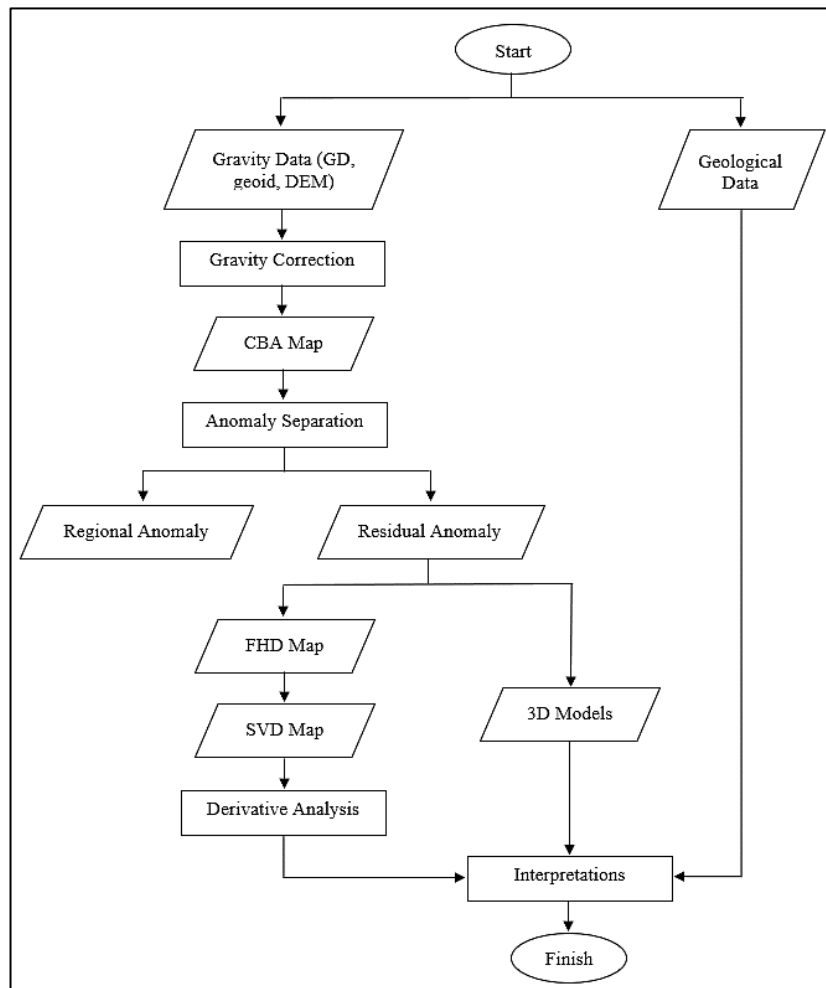 Start
Gravity Data (GD,
geoid, DEM)
Geological
Data
Gravity Correction
CBA Map
Anomaly Separation
Regional Anomaly
Residual Anomaly
FHD Map
3D Models
SVD Map
Derivative Analysis
Interpretations
Finish